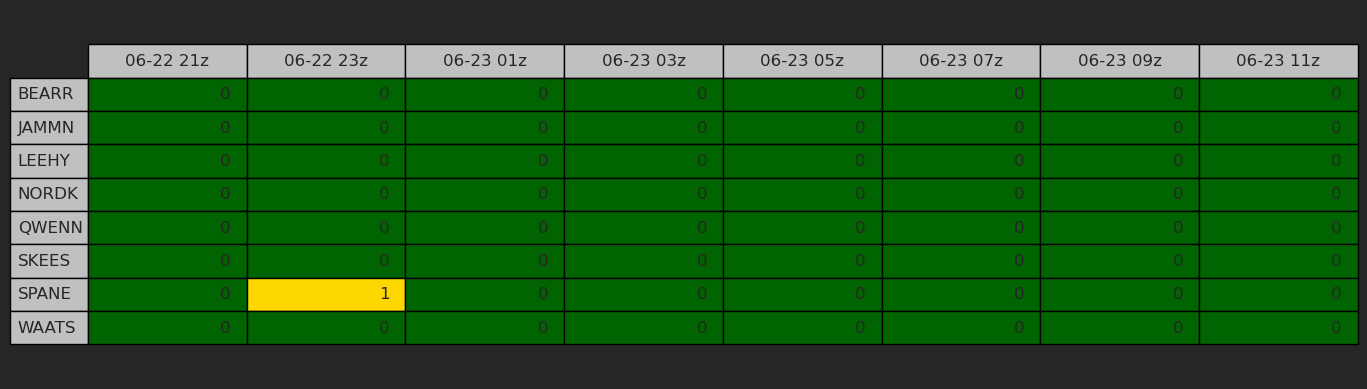 06-22 21z 06-22 23z 06-23 01z 06-23 03z 06-23 05z 06-23 07z 06-23 09z 06-23 11z
BEARR 0 0 0 0 0 0 0 0
JAMMN 0 0 0 0 0 0 0 0
LEEHY 0 0 0 0 0 0 0 0
NORDK 0 0 0 0 0 0 0 0
QWENN 0 0 0 0 0 0 0 0
SKEES 0 0 0 0 0 0 0 0
SPANE 0 1 0 0 0 0 0 0
WAATS 0 0 0 0 0 0 0 0